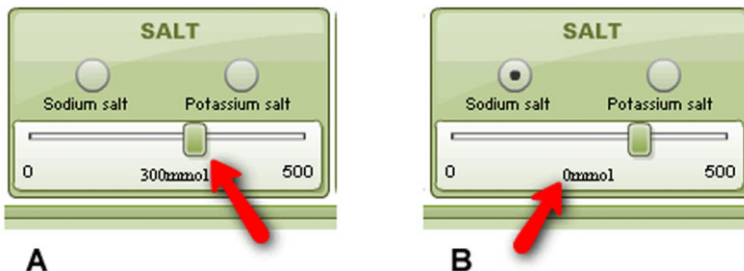 SALT
Sodium salt Potassium salt
0 300mmol 500
A
SALT
Sodium salt Potassium salt
0 0mmol 500
B